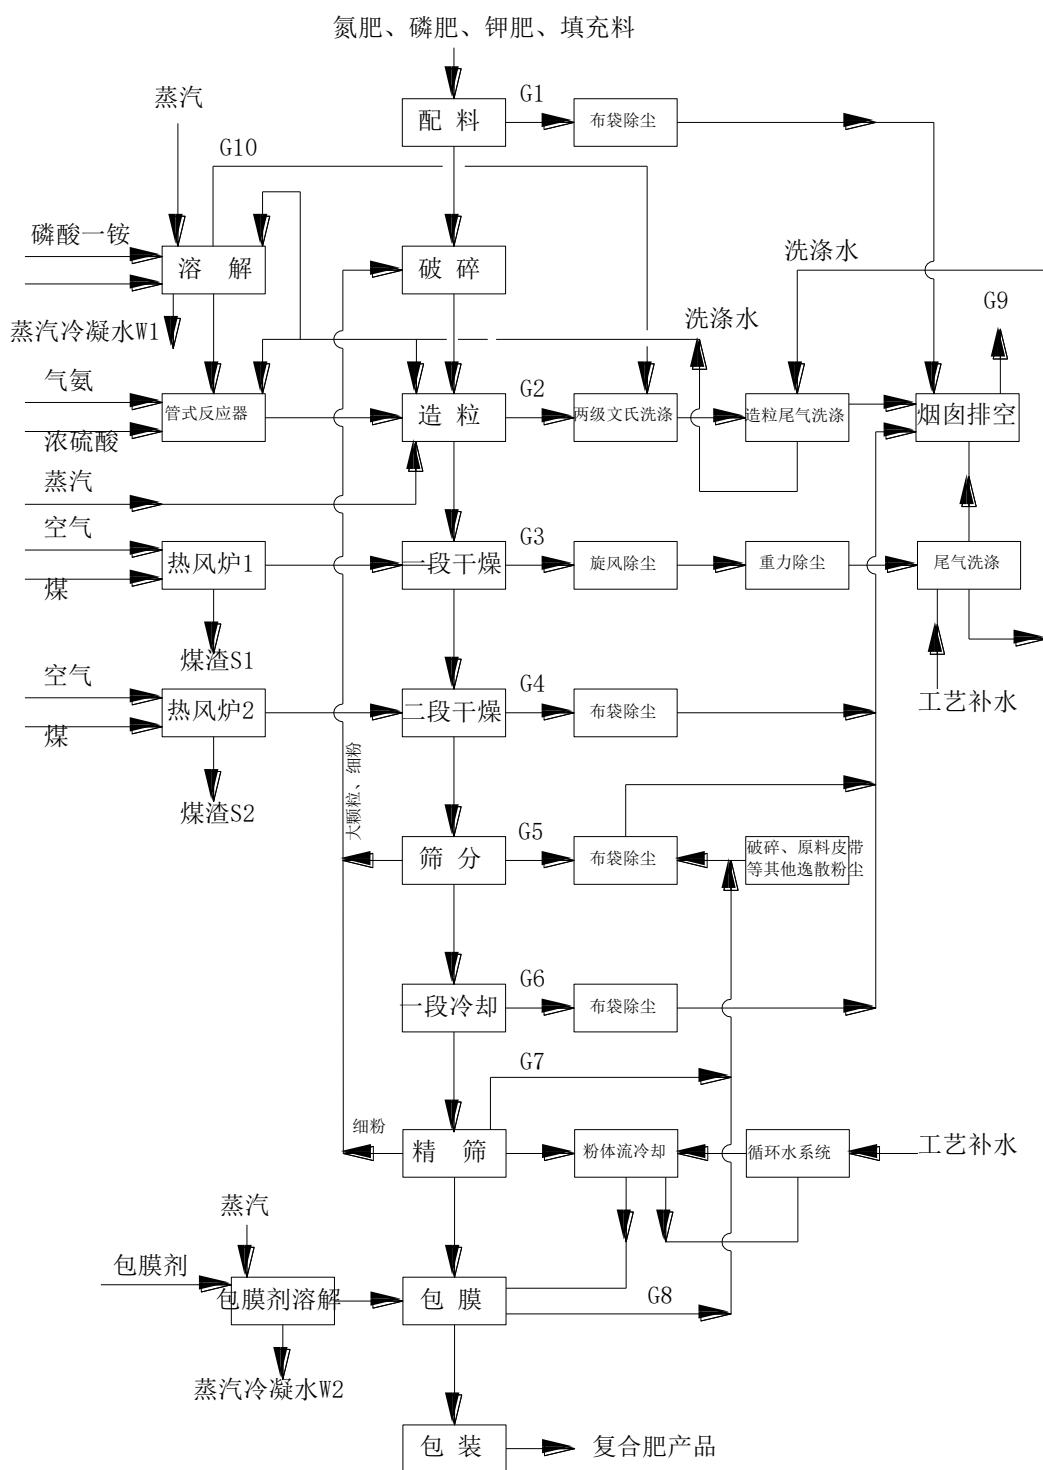 氮肥、磷肥、钾肥、填充料
蒸汽
G1
配 料
布袋除尘
G10
磷酸一铵
溶 解
破 碎
洗涤水
G9
蒸汽冷凝水W1
洗涤水
气氨
管式反应器
造 粒
G2
两级文氏洗涤
造粒尾气洗涤
烟囱排空
浓硫酸
蒸汽
空气
热风炉1
一段干燥
G3
旋风除尘
重力除尘
尾气洗涤
煤
煤渣S1
空气
热风炉2
二段干燥
G4
布袋除尘
工艺补水
煤
大颗粒、细粉
煤渣S2
筛 分
G5
布袋除尘
破碎、原料皮带
等其他逸散粉尘
一段冷却
G6
布袋除尘
G7
细粉
精 筛
粉体流冷却
循环水系统
工艺补水
蒸汽
包膜剂
包膜剂溶解
包 膜
G8
蒸汽冷凝水W2
包 装
复合肥产品